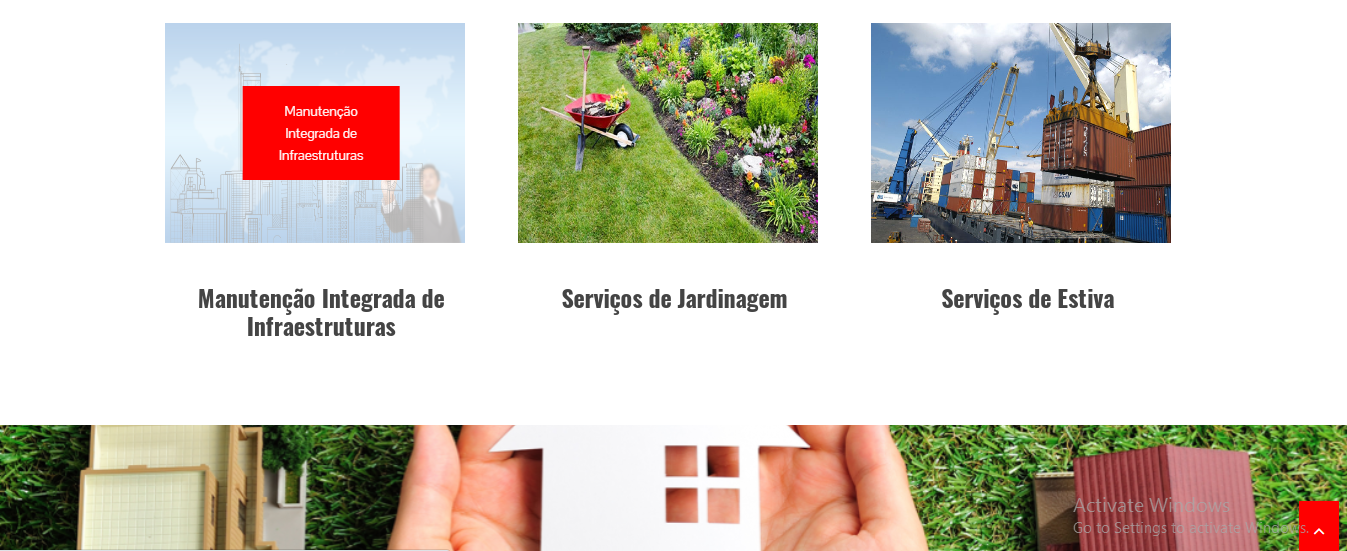 Manutenção
Integrada de
Infraestruturas
CSAV
Manutenção Integrada de
Infraestruturas
Serviços de Jardinagem
Serviços de Estiva
Activate Windows
Go to Settings to activate Windows.